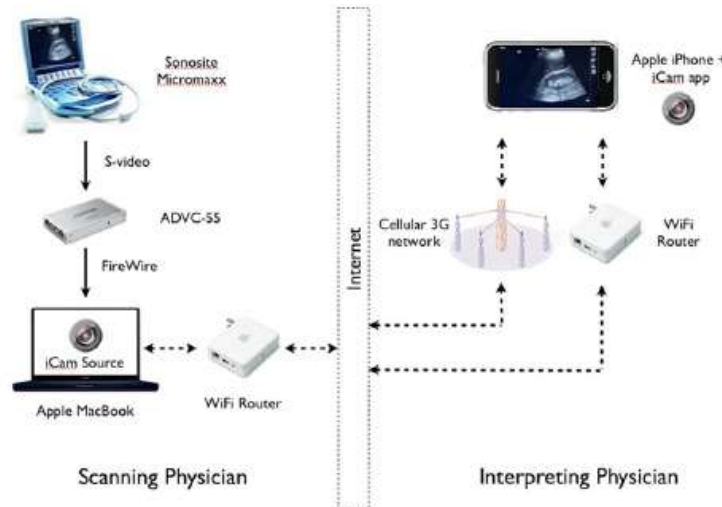 Sonosite
Micromaxx
S-video
ADVC-55
FireWire
iCam Source
Apple MacBook
WiFi Router
Scanning Physician
Internet
Apple iPhone +
iCam app
Cellular 3G
network
WiFi
Router
Interpreting Physician